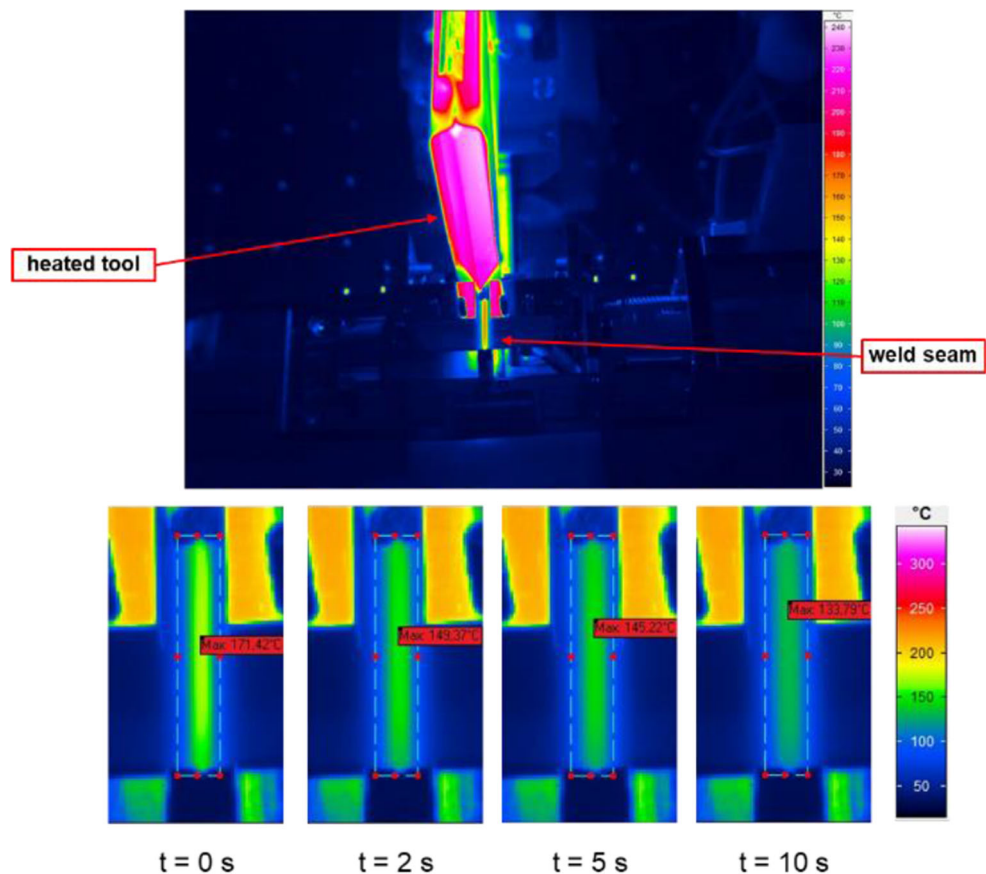 °C
240
230
220
210
200
190
180
170
160
150
140
130
120
110
100
90
80
70
60
50
40
30
heated tool
weld seam
Max: 171,42°C
Max: 149,37°C
Max: 145,22°C
Max: 133,79°C
°C
300
250
200
150
100
50
t = 0 s
t = 2 s
t = 5 s
t = 10 s